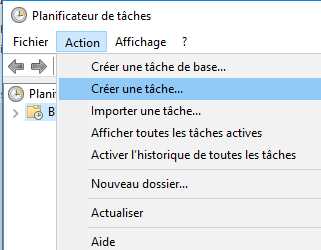 Planificateur de tâches
Fichier Action Affichage ?
Créer une tâche de base...
Planif
Créer une tâche...
B
Importer une tâche...
Afficher toutes les tâches actives
Activer l'historique de toutes les tâches
Nouveau dossier...
Actualiser
Aide